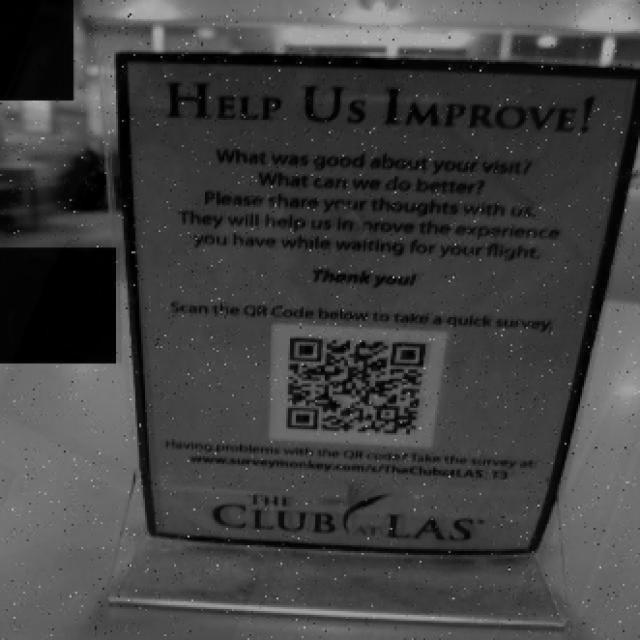 HELP US IMPROVE!
What was good about your visit?
What can we do better?
Please share your thoughts with us.
They will help us improve the experience
you have while waiting for your flight.
Thank you!
Scan the QR Code below to take a quick survey,
Having problems with the QR code? Take the survey at:
www.surveymonkey.com/s/TheClubatLAS_T3
THE
CLUB AT LAS